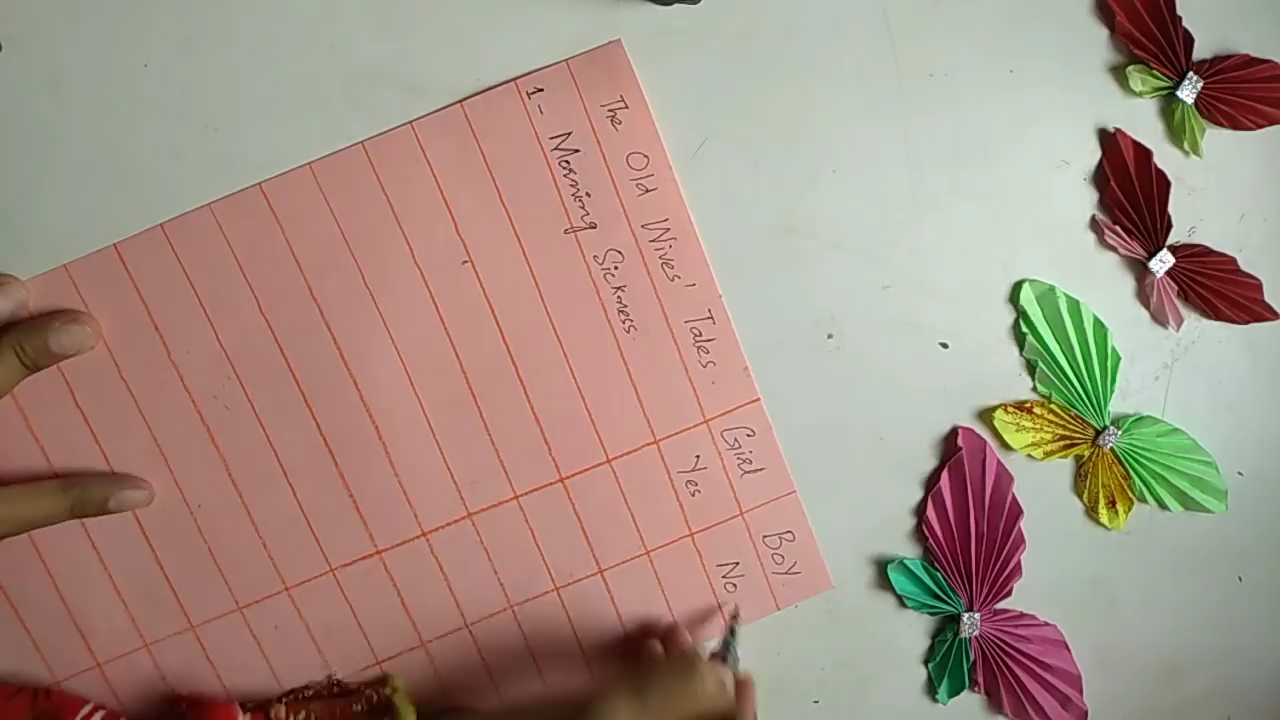 The Old Wives' Tales. Girl Boy.
1- Morning Sickness. Yes No